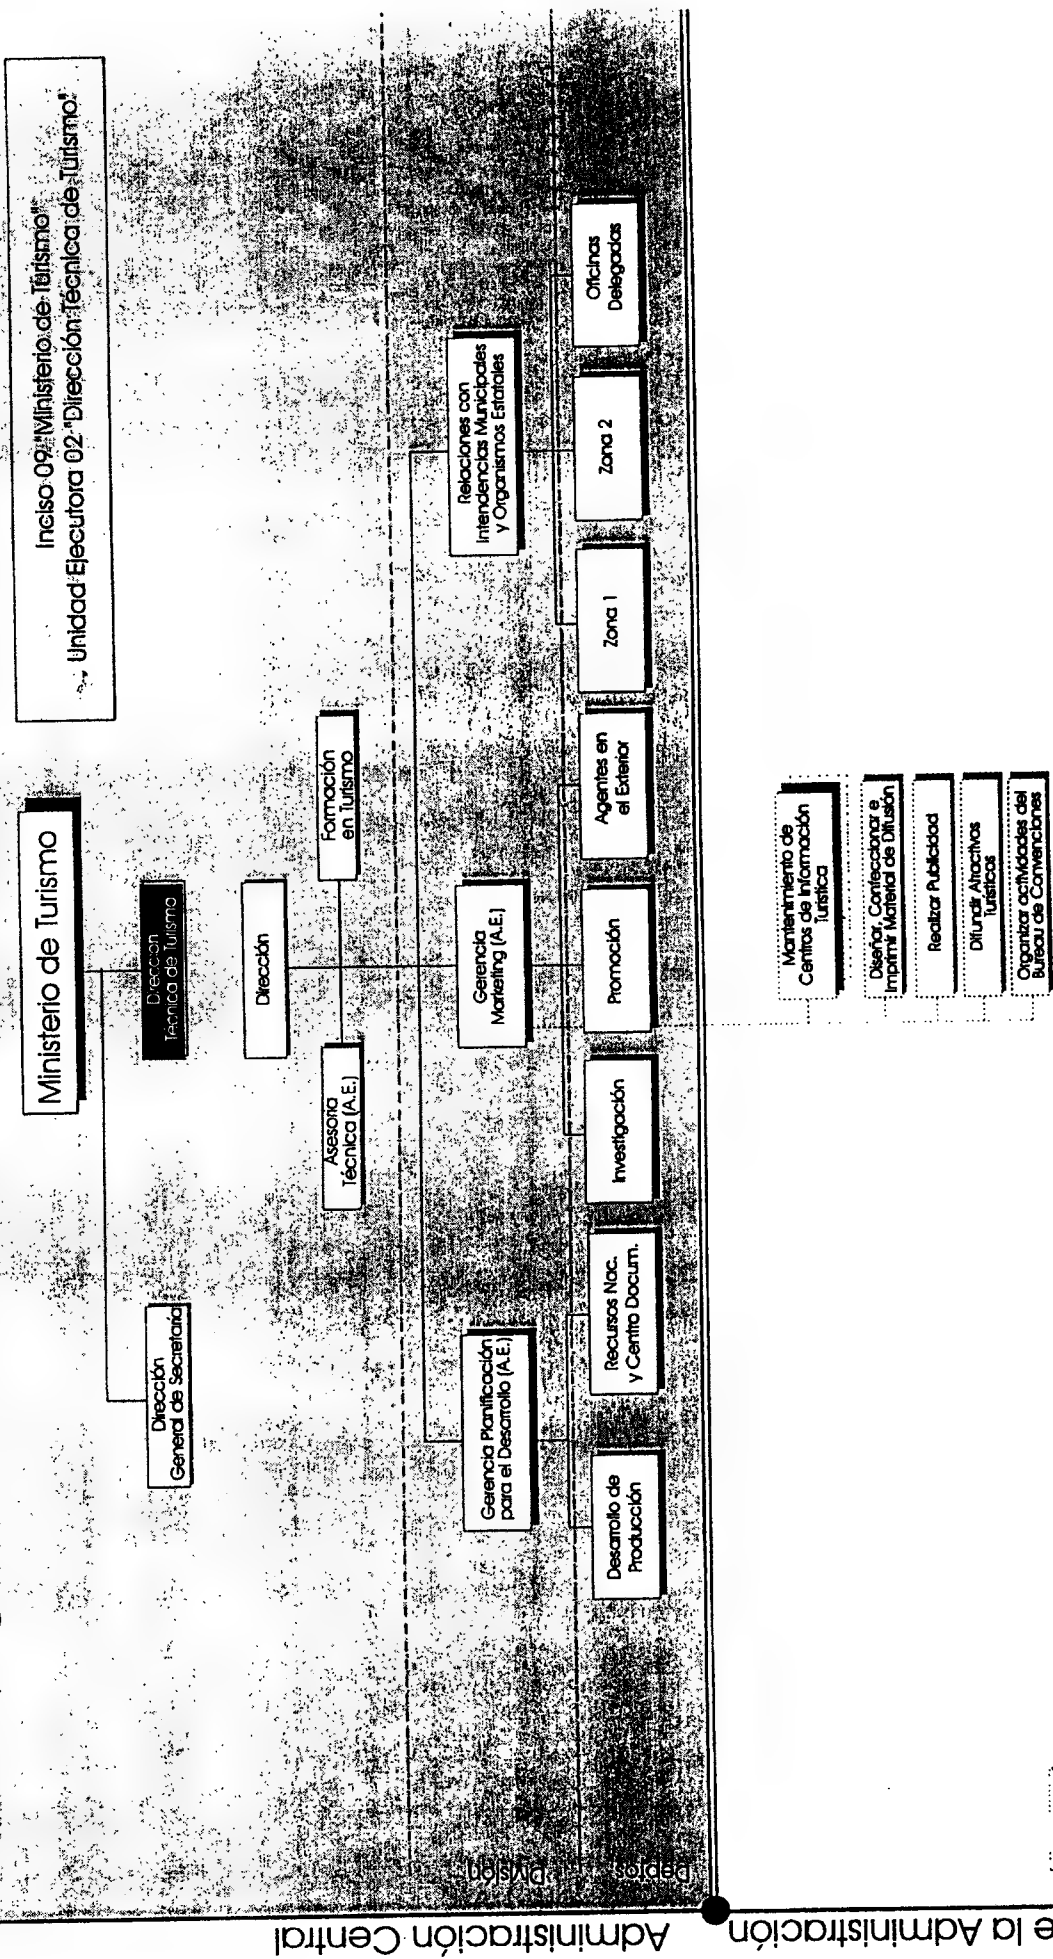 Inciso 09 "Ministerio de Turismo"
Unidad Ejecutora 02 "Dirección Técnica de Turismo"
Ministerio de Turismo
Dirección
General de Secretaría
Dirección
Técnica de Turismo
Dirección
Asesoría
Técnica (A.E.)
Formación
en Turismo
División
Gerencia Planificación
para el Desarrollo (A.E.)
Gerencia
Marketing (A.E.)
Relaciones con
Intendencias Municipales
y Organismos Estatales
Deptos
Desarrollo de
Producción
Recursos Nac.
y Centro Docum.
Investigación
Promoción
Agentes en
el Exterior
Zona 1
Zona 2
Oficinas
Delegadas
Administración Central
Mantenimiento de
Centros de Información
Turística
Diseñar, Confeccionar e
Imprimir Material de Difusión
Realizar Publicidad
Difundir Atractivos
Turísticos
Organizar actividades del
Bureau de Convenciones
e la Administración